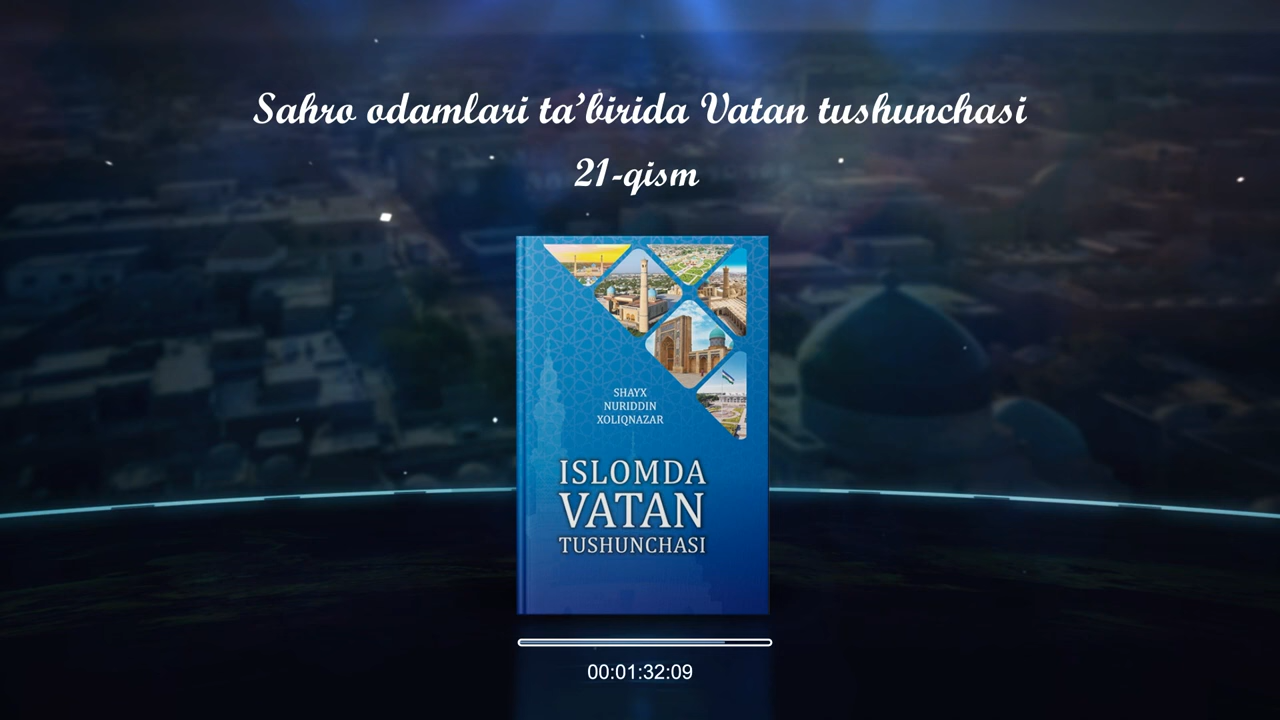 Sahro odamlari ta’birida Vatan tushunchasi
21-qism
SHAYX
NURIDDIN
XOLIQNAZAR
ISLOMDA
VATAN
TUSHUNCHASI
00:01:32:09